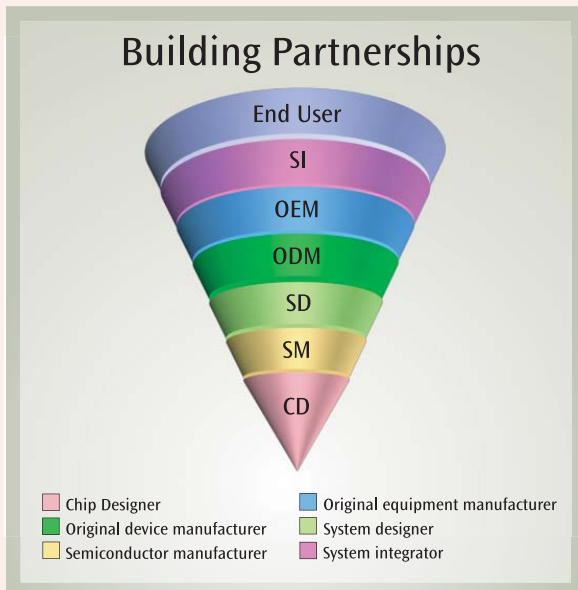 Building Partnerships
End User
SI
OEM
ODM
SD
SM
CD
Chip Designer
Original device manufacturer
Semiconductor manufacturer
Original equipment manufacturer
System designer
System integrator